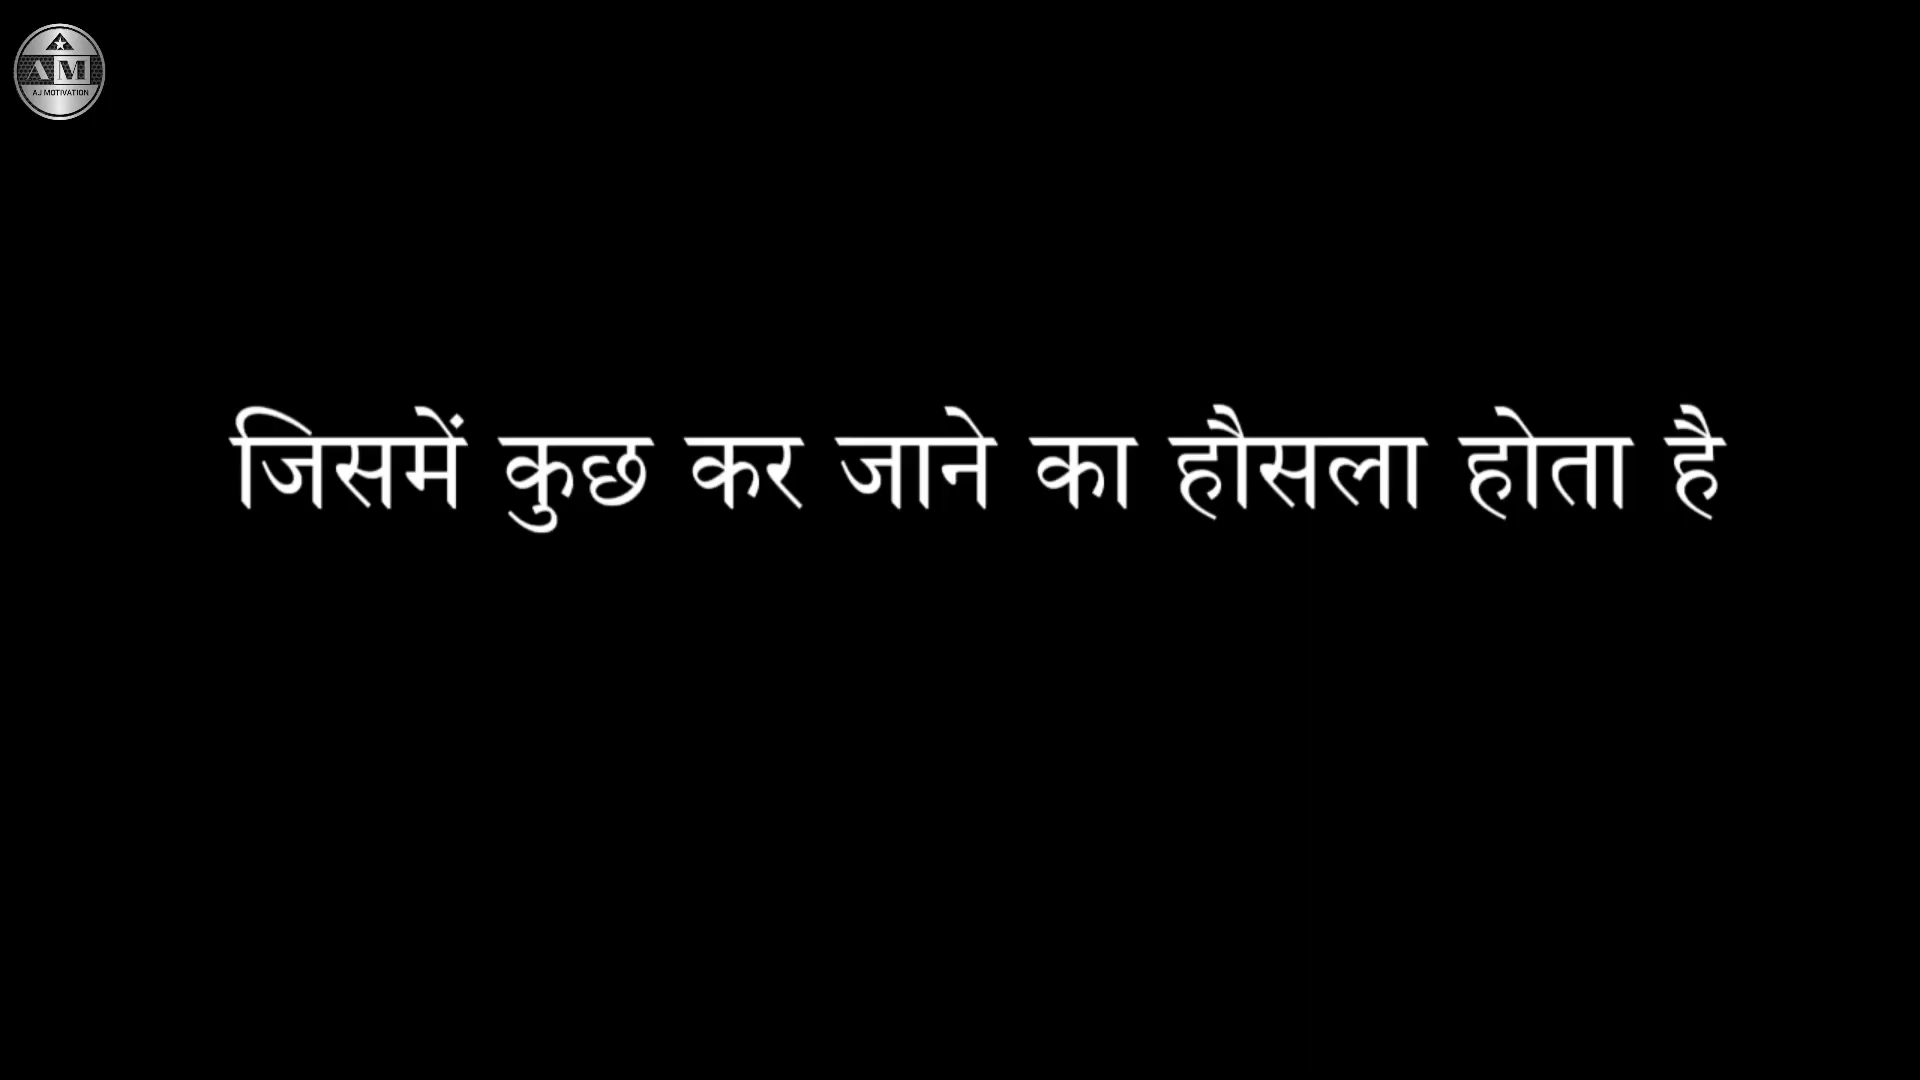 AM
AJ MOTIVATION
जिसमें कुछ कर जाने का हौसला होता है